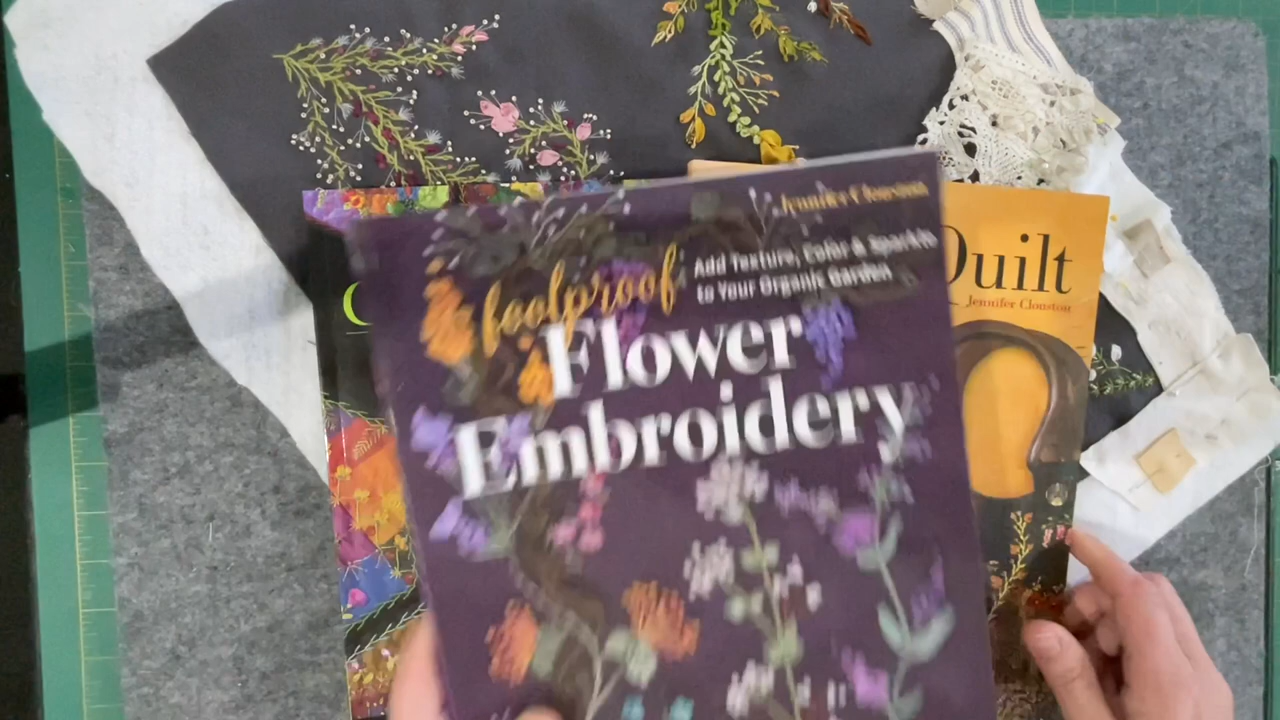 Jennifer Clouston
foolproof
Add Texture, Color & Sparkle
to Your Organic Garden
Flower
Embroidery
Quilt
Jennifer Clouston